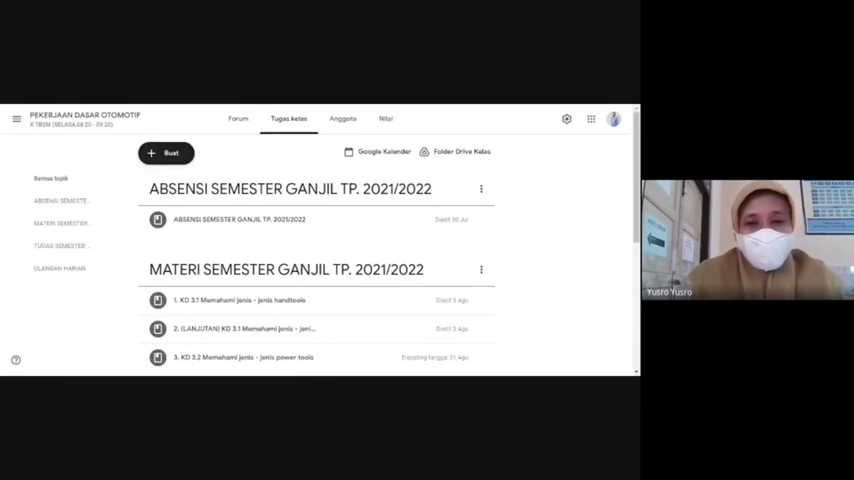 PEKERJAAN DASAR OTOMOTIF
X TBSM (SELASA,08:20 - 09:20)
Forum
Tugas kelas
Anggota
Nilai
Buat
Google Kalender
Folder Drive Kelas
Semua topik
ABSENSI SEMESTE...
MATERI SEMESTER ...
TUGAS SEMESTER ...
ULANGAN HARIAN
ABSENSI SEMESTER GANJIL TP. 2021/2022
ABSENSI SEMESTER GANJIL TP. 2021/2022
Diedit 30 Jul
MATERI SEMESTER GANJIL TP. 2021/2022
1. KD 3.1 Memahami jenis - jenis handtools
Diedit 3 Agu
2. (LANJUTAN) KD 3.1 Memahami jenis - jeni...
Diedit 3 Agu
3. KD 3.2 Memahami jenis - jenis power tools
Diposting tanggal 31 Agu
Yusro Yusro